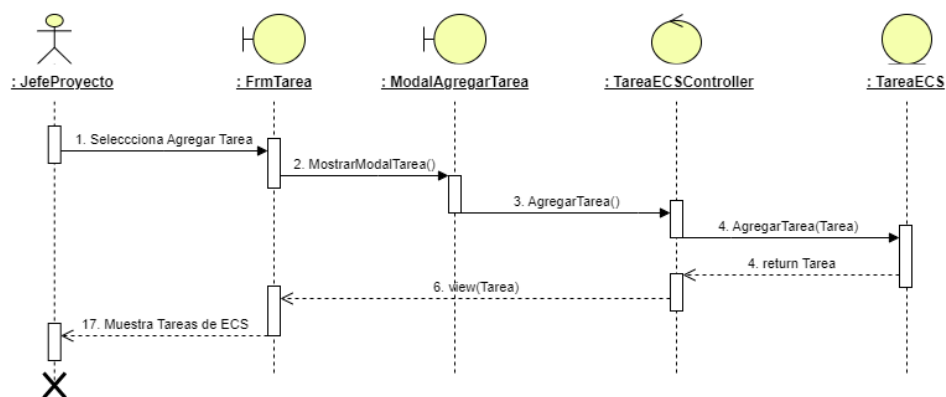 : JefeProyecto
: FrmTarea
: ModalAgregarTarea
: TareaECSController
: TareaECS
1. Seleccciona Agregar Tarea
2. MostrarModalTarea()
3. AgregarTarea()
4. AgregarTarea(Tarea)
4. return Tarea
6. view(Tarea)
17. Muestra Tareas de ECS